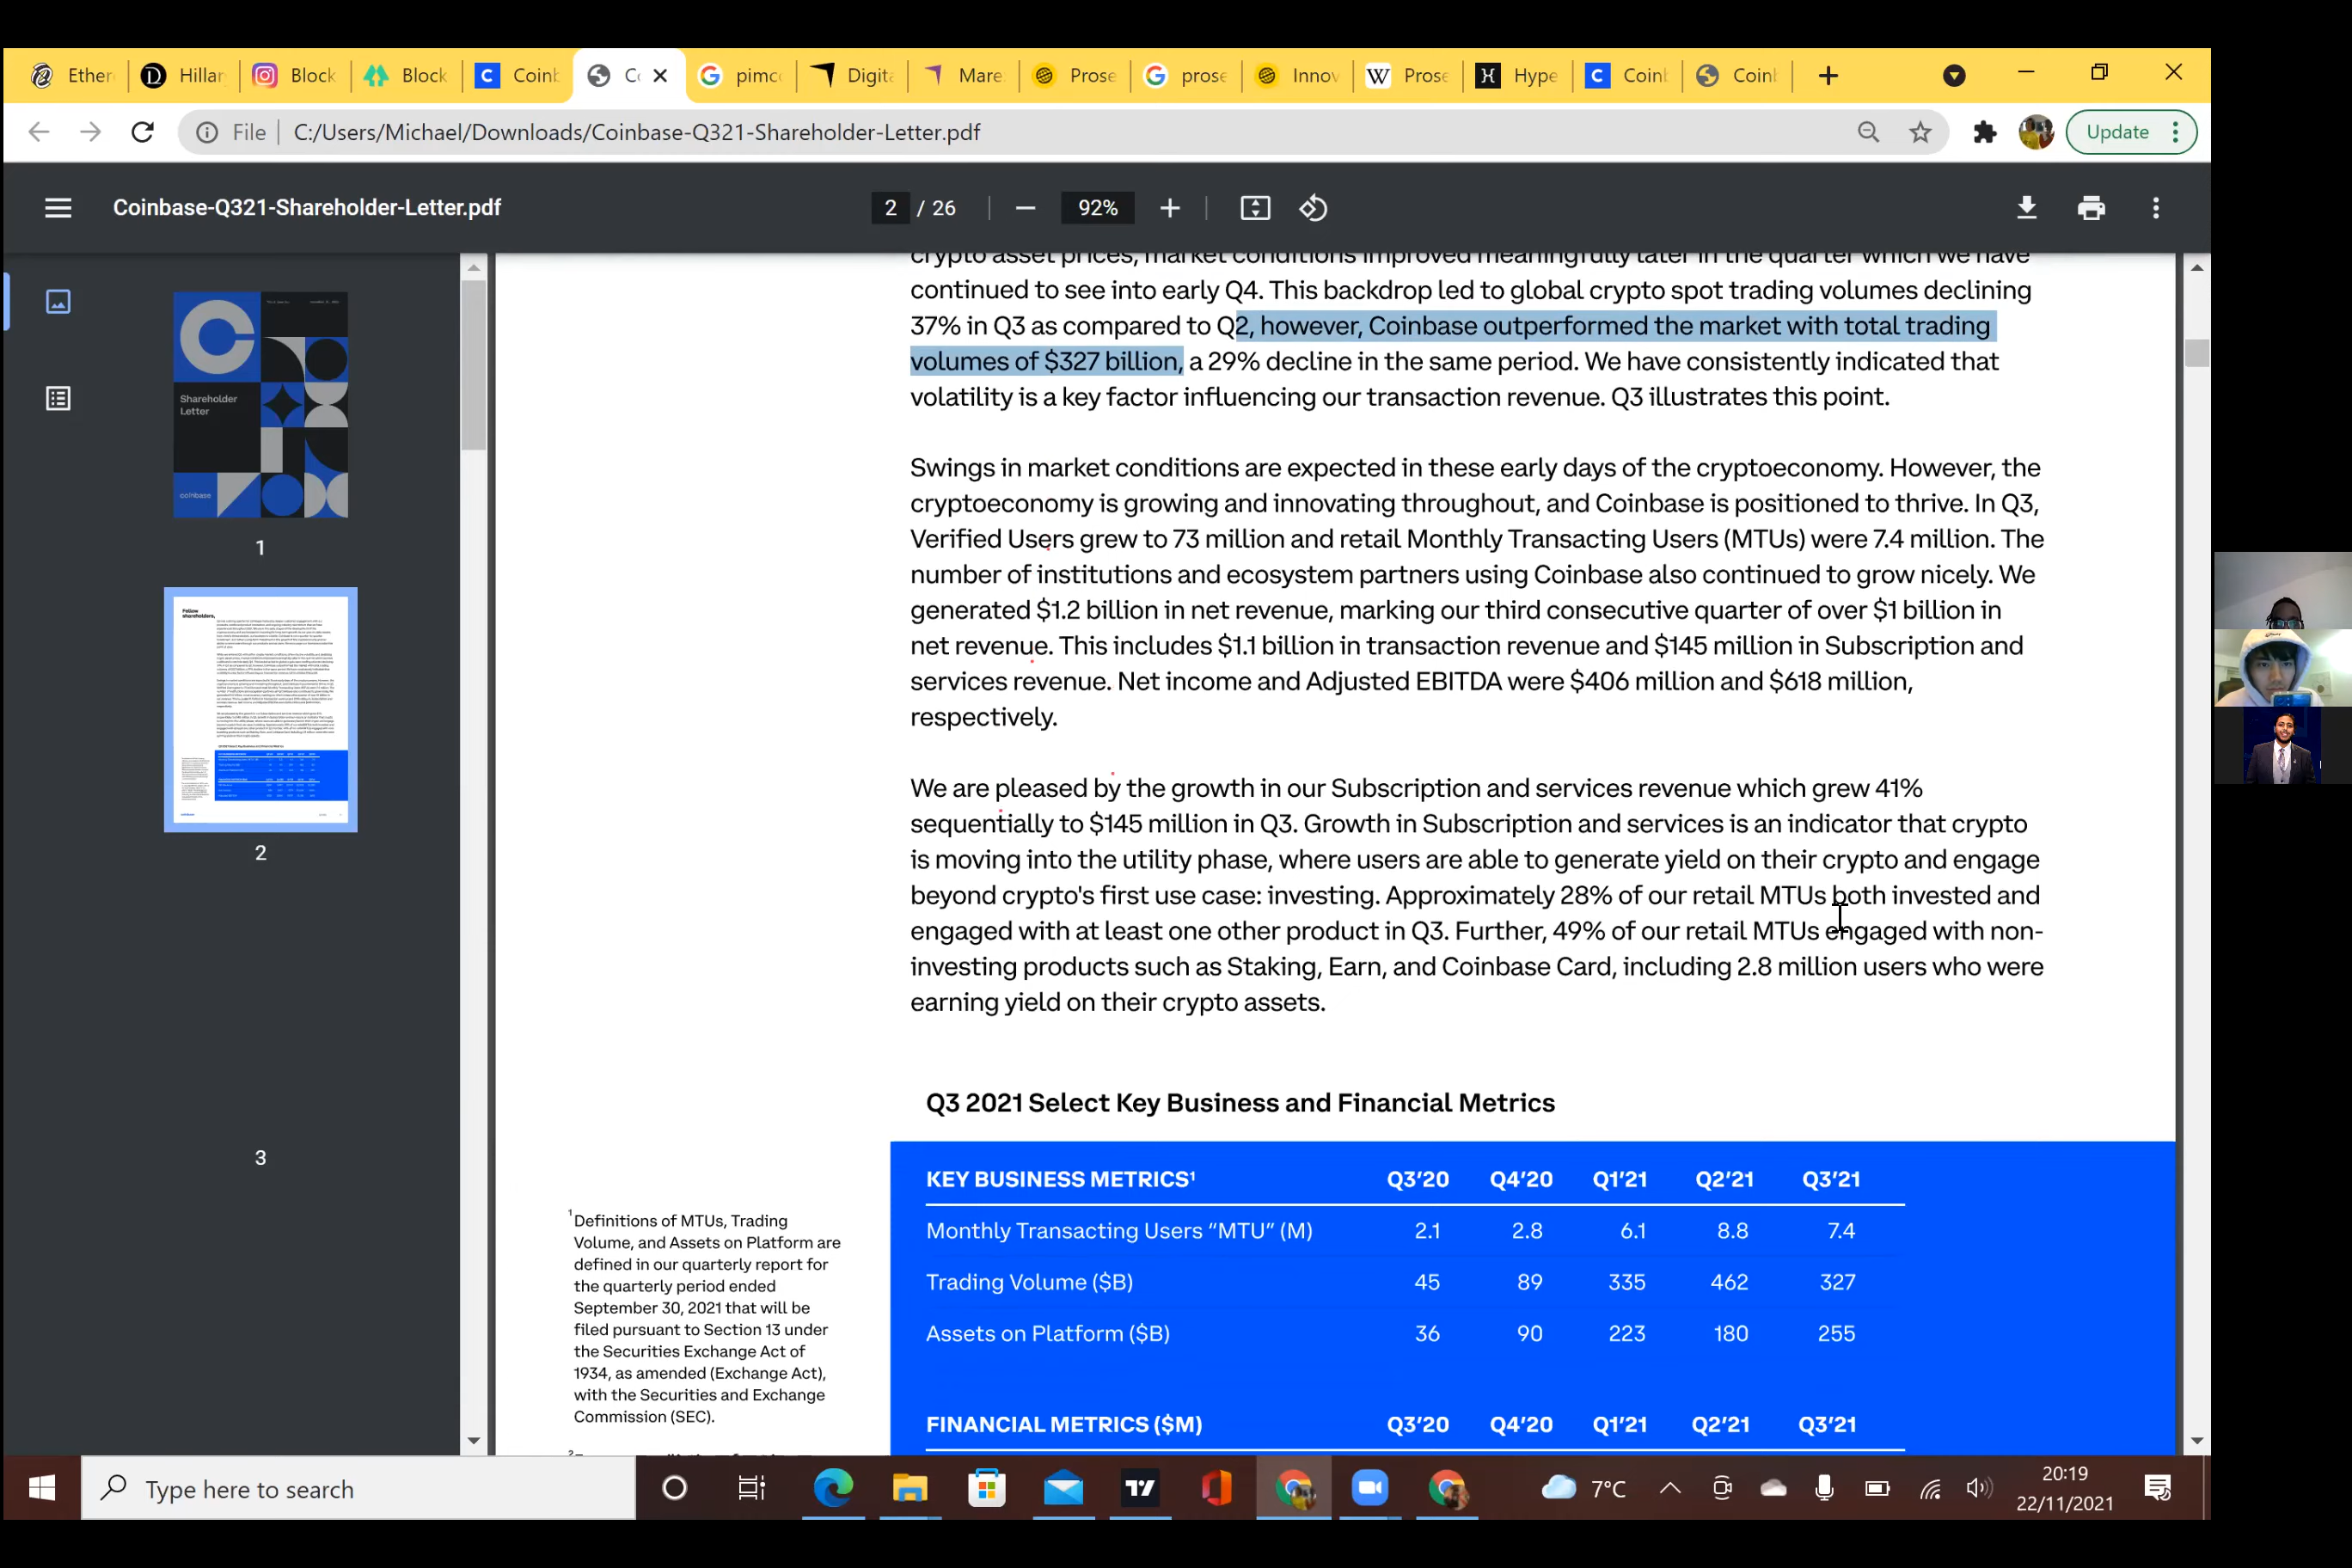 Ether
Hillar
Block
Block
Coinb
Co
pimco
Digita
Mare
Prose
prose
Innov
Prose
Hype
Coinb
Coinb
File
C:/Users/Michael/Downloads/Coinbase-Q321-Shareholder-Letter.pdf
Update
Coinbase-Q321-Shareholder-Letter.pdf
2 / 26
92%
Shareholder
Letter
coinbase
1
Fellow
shareholders,
2
3
crypto asset prices, market conditions improved meaningfully later in the quarter which we have
continued to see into early Q4. This backdrop led to global crypto spot trading volumes declining
37% in Q3 as compared to Q2, however, Coinbase outperformed the market with total trading
volumes of $327 billion, a 29% decline in the same period. We have consistently indicated that
volatility is a key factor influencing our transaction revenue. Q3 illustrates this point.
Swings in market conditions are expected in these early days of the cryptoeconomy. However, the
cryptoeconomy is growing and innovating throughout, and Coinbase is positioned to thrive. In Q3,
Verified Users grew to 73 million and retail Monthly Transacting Users (MTUs) were 7.4 million. The
number of institutions and ecosystem partners using Coinbase also continued to grow nicely. We
generated $1.2 billion in net revenue, marking our third consecutive quarter of over $1 billion in
net revenue. This includes $1.1 billion in transaction revenue and $145 million in Subscription and
services revenue. Net income and Adjusted EBITDA were $406 million and $618 million,
respectively.
We are pleased by the growth in our Subscription and services revenue which grew 41%
sequentially to $145 million in Q3. Growth in Subscription and services is an indicator that crypto
is moving into the utility phase, where users are able to generate yield on their crypto and engage
beyond crypto's first use case: investing. Approximately 28% of our retail MTUs both invested and
engaged with at least one other product in Q3. Further, 49% of our retail MTUs engaged with non-
investing products such as Staking, Earn, and Coinbase Card, including 2.8 million users who were
earning yield on their crypto assets.
Q3 2021 Select Key Business and Financial Metrics
KEY BUSINESS METRICS¹ Q3'20 Q4'20 Q1'21 Q2'21 Q3'21
Monthly Transacting Users “MTU” (M) 2.1 2.8 6.1 8.8 7.4
Trading Volume ($B) 45 89 335 462 327
Assets on Platform ($B) 36 90 223 180 255
FINANCIAL METRICS ($M) Q3'20 Q4'20 Q1'21 Q2'21 Q3'21
¹Definitions of MTUs, Trading
Volume, and Assets on Platform are
defined in our quarterly report for
the quarterly period ended
September 30, 2021 that will be
filed pursuant to Section 13 under
the Securities Exchange Act of
1934, as amended (Exchange Act),
with the Securities and Exchange
Commission (SEC).
Type here to search
7°C
20:19
22/11/2021